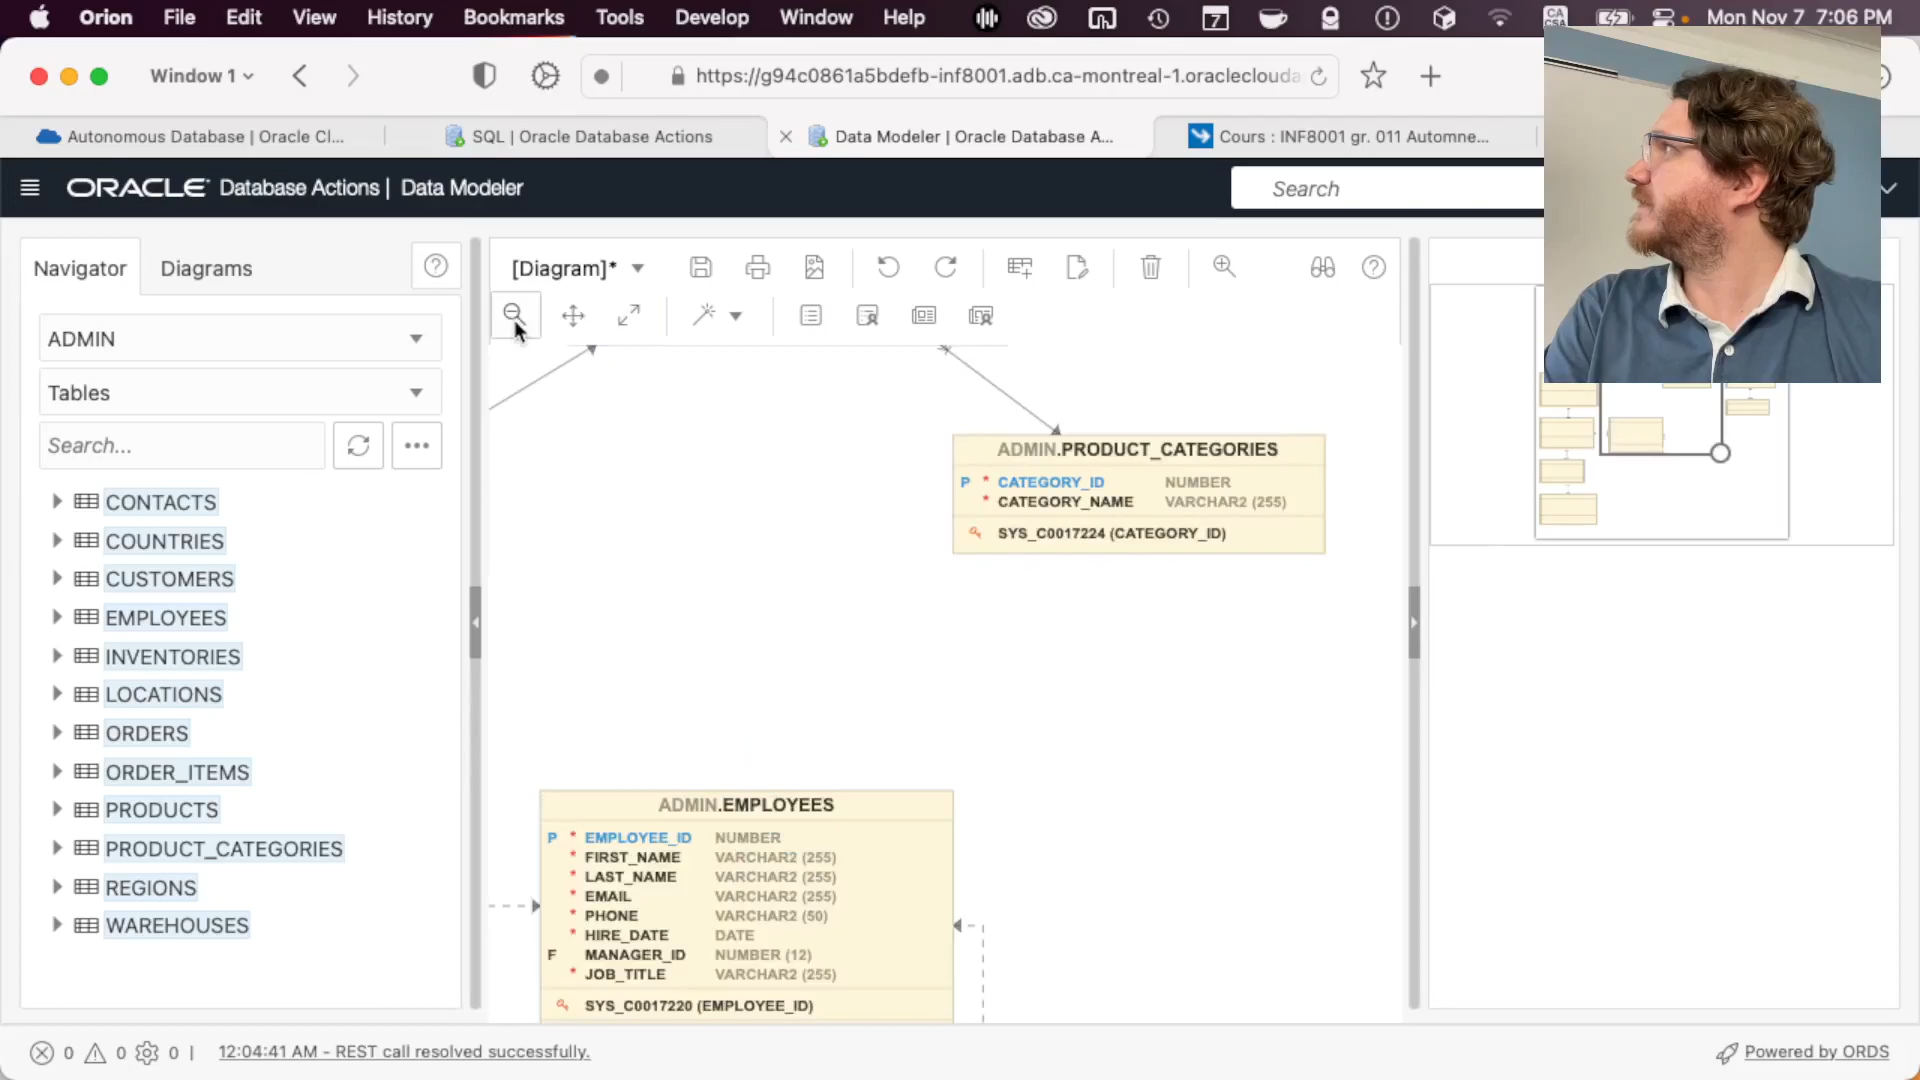 Orion File Edit View History Bookmarks Tools Develop Window Help 7 CA CSA Mon Nov 7 7:06 PM
Window 1 https://g94c0861a5bdefb-inf8001.adb.ca-montreal-1.oracleclouda
Autonomous Database | Oracle Cl... SQL | Oracle Database Actions Data Modeler | Oracle Database A... Cours : INF8001 gr. 011 Automne...
ORACLE Database Actions | Data Modeler Search
Navigator Diagrams
[Diagram]*
ADMIN
Tables
Search...
CONTACTS
COUNTRIES
CUSTOMERS
EMPLOYEES
INVENTORIES
LOCATIONS
ORDERS
ORDER_ITEMS
PRODUCTS
PRODUCT_CATEGORIES
REGIONS
WAREHOUSES
ADMIN.PRODUCT_CATEGORIES
P * CATEGORY_ID NUMBER
* CATEGORY_NAME VARCHAR2 (255)
SYS_C0017224 (CATEGORY_ID)
ADMIN.EMPLOYEES
P * EMPLOYEE_ID NUMBER
* FIRST_NAME VARCHAR2 (255)
* LAST_NAME VARCHAR2 (255)
* EMAIL VARCHAR2 (255)
* PHONE VARCHAR2 (50)
* HIRE_DATE DATE
F MANAGER_ID NUMBER (12)
* JOB_TITLE VARCHAR2 (255)
SYS_C0017220 (EMPLOYEE_ID)
0 0 0 | 12:04:41 AM - REST call resolved successfully. Powered by ORDS